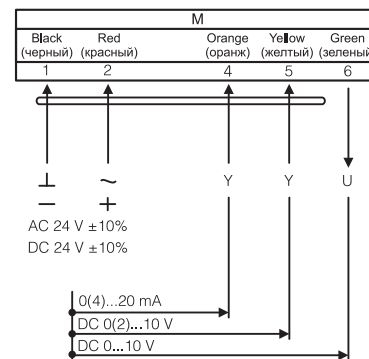 M
Black Red Orange Yellow Green
(черный) (красный) (оранж) (желтый) (зеленый
1 2 4 5 6
⊥ ~ Y Y U
− +
AC 24 V ±10%
DC 24 V ±10%
0(4)...20 mA
DC 0(2)...10 V
DC 0...10 V